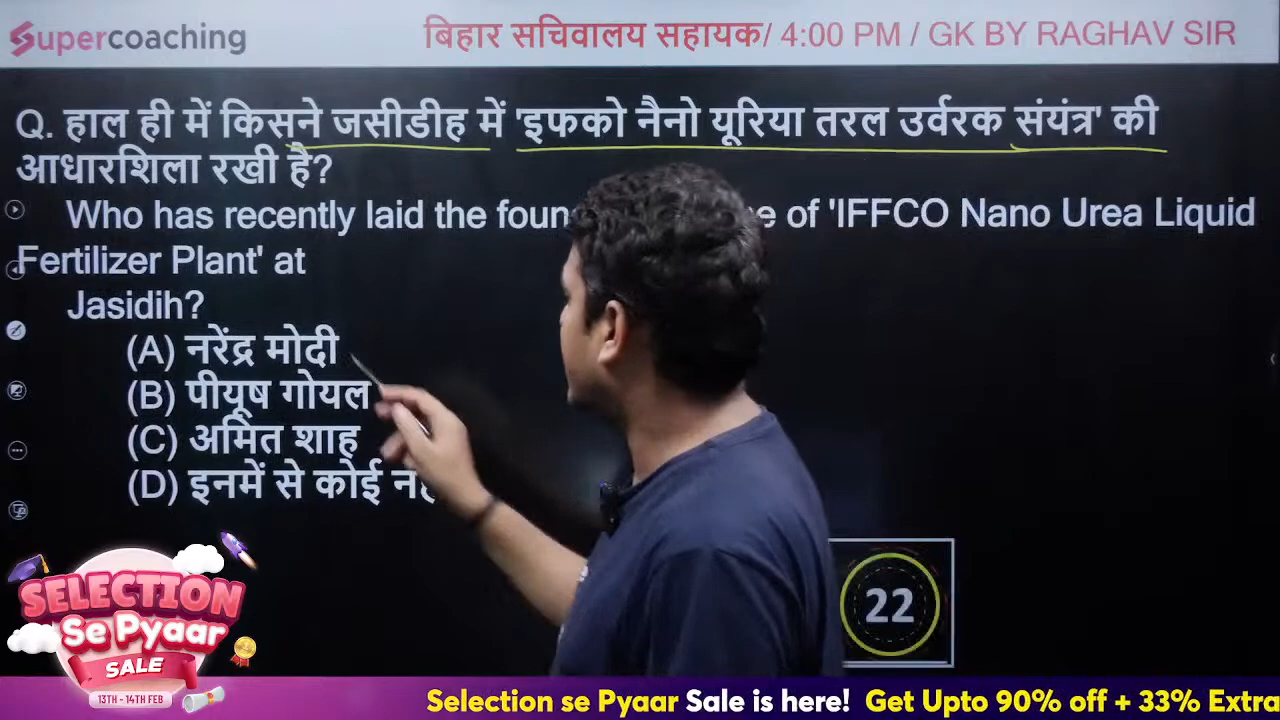 Supercoaching
बिहार सचिवालय सहायक/ 4:00 PM / GK BY RAGHAV SIR
Q. हाल ही में किसने जसीडीह में 'इफको नैनो यूरिया तरल उर्वरक संयंत्र' की
आधारशिला रखी है?
Who has recently laid the foun e of 'IFFCO Nano Urea Liquid
Fertilizer Plant' at
Jasidih?
(A) नरेंद्र मोदी
(B) पीयूष गोयल
(C) अमित शाह
(D) इनमें से कोई
22
SELECTION
Se Pyaar
SALE
13TH - 14TH FEB
Selection se Pyaar Sale is here! Get Upto 90% off + 33% Extra